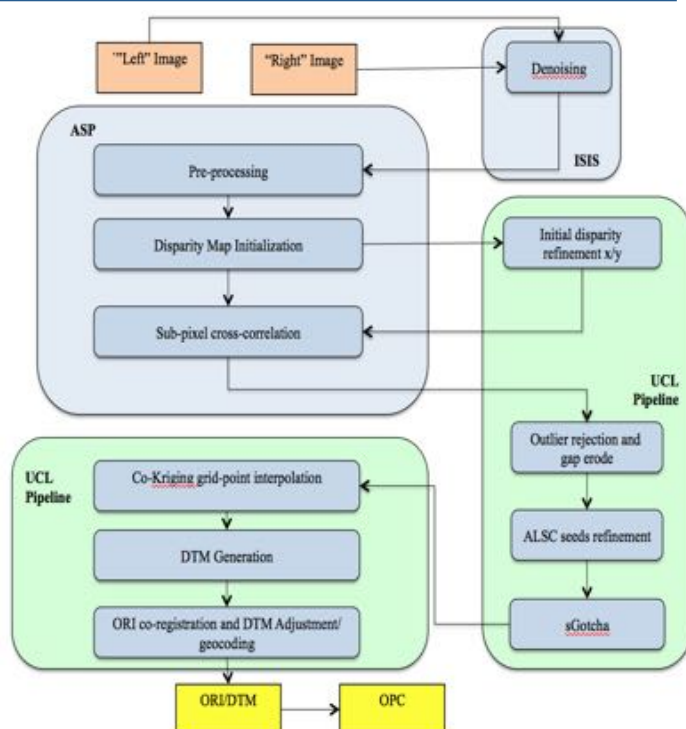 `"Left" Image
"Right" Image
Denoising
ISIS
ASP
Pre-processing
Disparity Map Initialization
Sub-pixel cross-correlation
Initial disparity
refinement x/y
UCL
Pipeline
Outlier rejection and
gap erode
ALSC seeds refinement
sGotcha
UCL
Pipeline
Co-Kriging grid-point interpolation
DTM Generation
ORI co-registration and DTM Adjustment/
geocoding
ORI/DTM
OPC